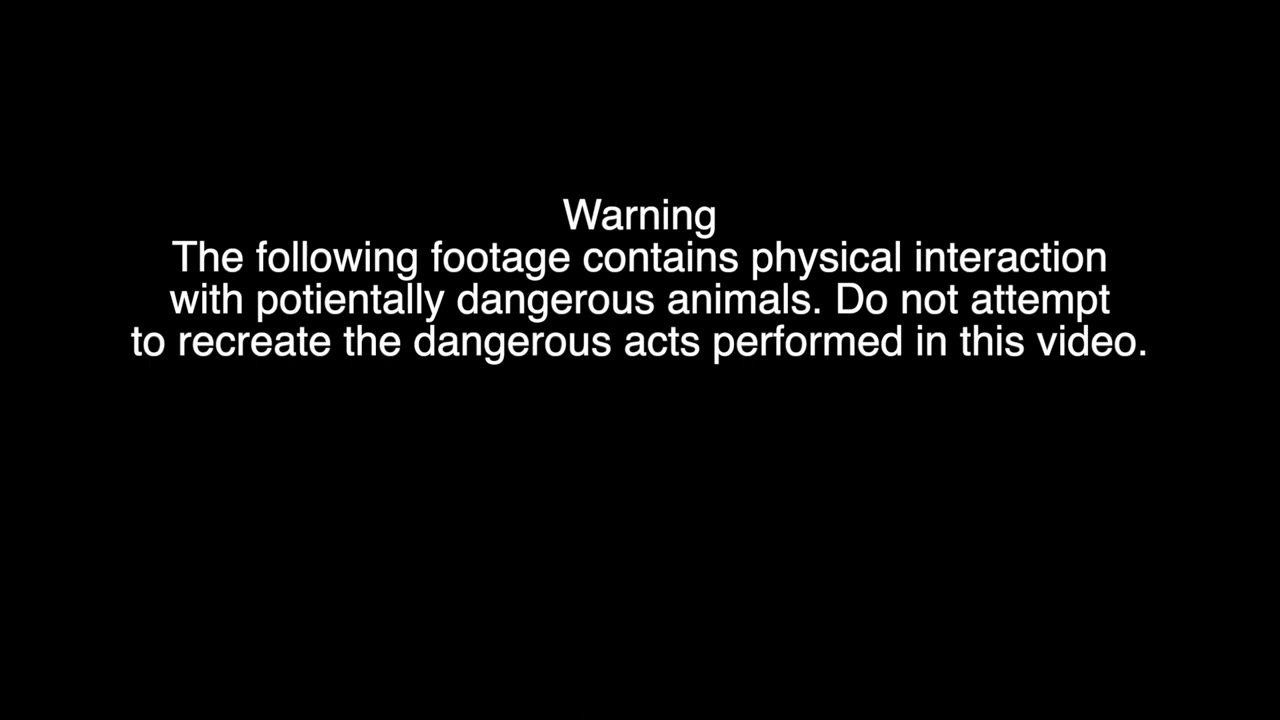 Warning
The following footage contains physical interaction
with potientally dangerous animals. Do not attempt
to recreate the dangerous acts performed in this video.